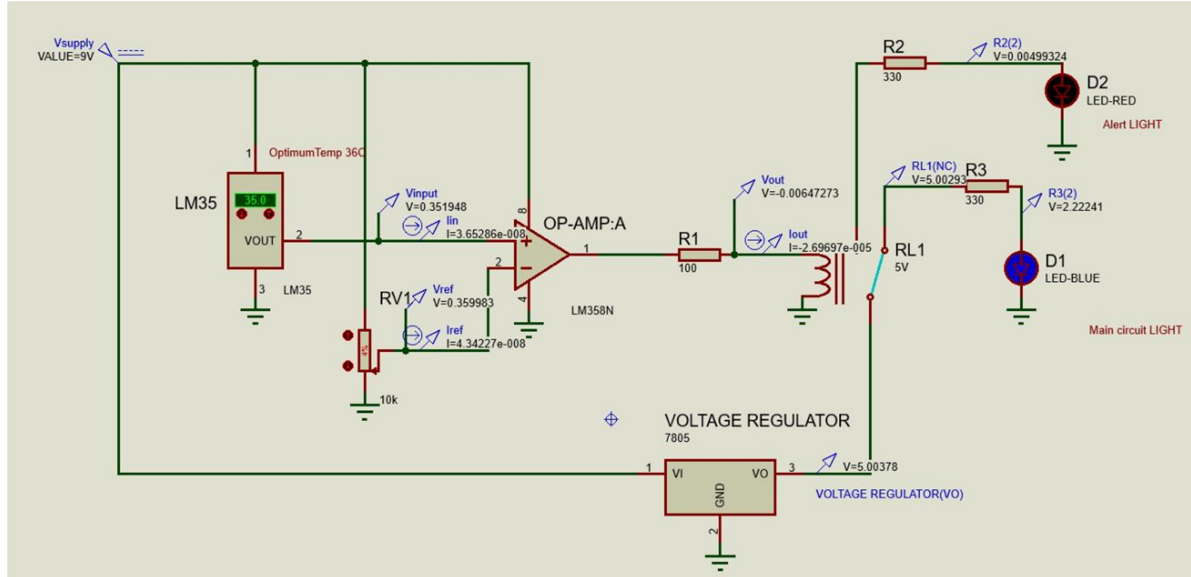 Vsupply
VALUE=9V
R2
330
R2(2)
V=0.00499324
D2
LED-RED
Alert LIGHT
1
OptimumTemp 36C
LM35
35.0
VOUT
2
3
LM35
Vinput
V=0.351948
Iin
I=3.65286e-008
8
OP-AMP:A
2
1
4
LM358N
RV1
Vref
V=0.359983
Iref
I=4.34227e-008
4%
10k
R1
100
Vout
V=-0.00647273
Iout
I=-2.69697e-005
RL1
5V
RL1(NC)
V=5.00293
R3
330
R3(2)
V=2.22241
D1
LED-BLUE
Main circuit LIGHT
VOLTAGE REGULATOR
7805
1
VI
VO
3
GND
2
V=5.00378
VOLTAGE REGULATOR(VO)